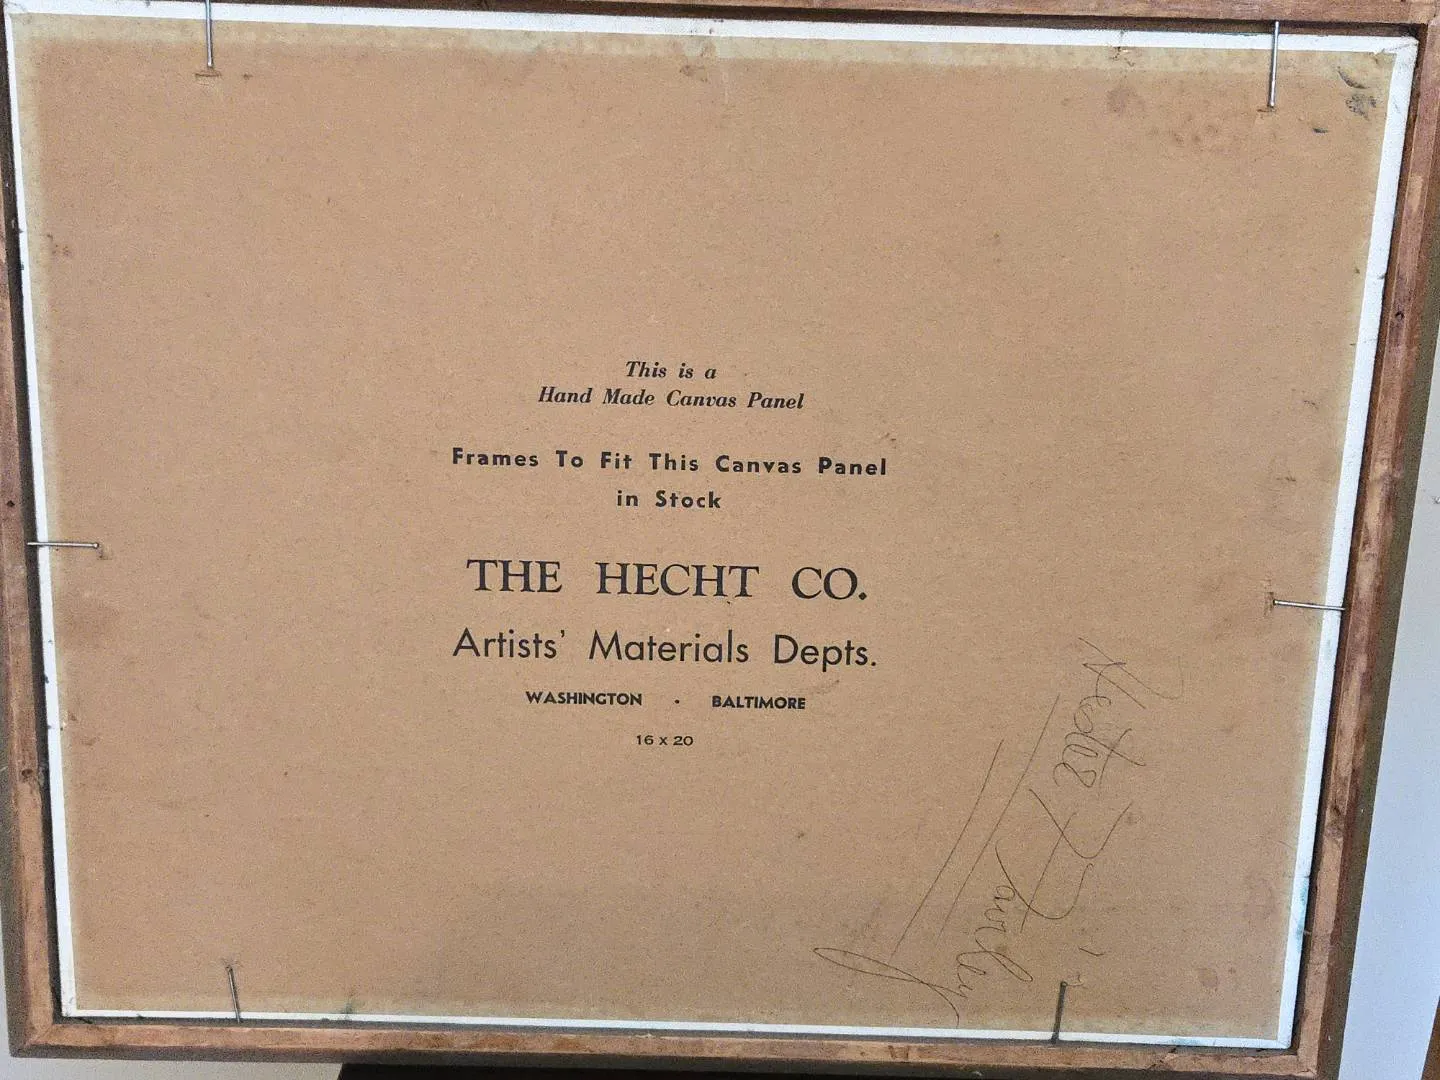 This is a
Hand Made Canvas Panel
Frames To Fit This Canvas Panel
in Stock
THE HECHT CO.
Artists' Materials Depts.
WASHINGTON · BALTIMORE
16 x 20
Farley